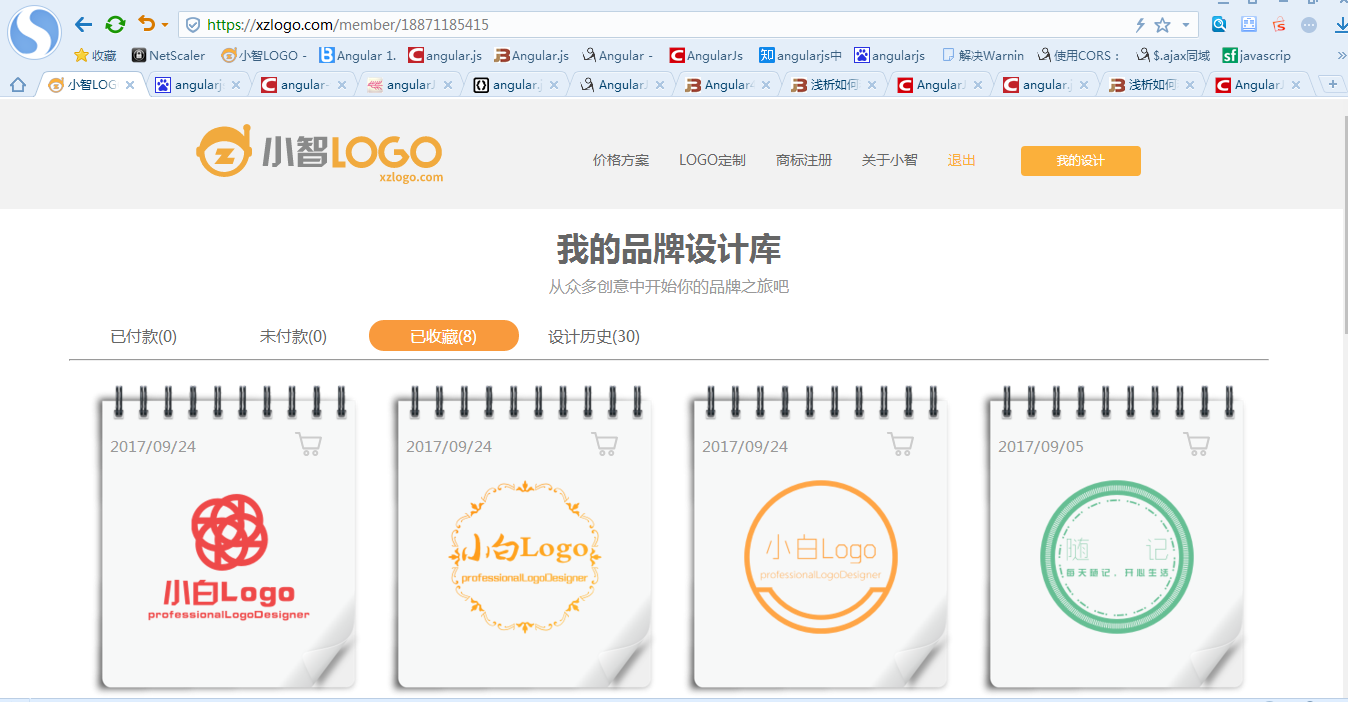 https://xzlogo.com/member/18871185415
收藏 NetScaler 小智LOGO - Angular 1. angular.js Angular.js Angular - AngularJs angularjs中 angularjs 解决Warnin 使用CORS： $.ajax同域 javascrip
小智LOG angularj angular- angularJ angular.j AngularJ Angular4 浅析如何 AngularJ angular.j 浅析如何 AngularJ
小智LOGO
xzlogo.com
价格方案 LOGO定制 商标注册 关于小智 退出 我的设计
我的品牌设计库
从众多创意中开始你的品牌之旅吧
已付款(0) 未付款(0) 已收藏(8) 设计历史(30)
2017/09/24 2017/09/24 2017/09/24 2017/09/05
小白Logo
professionalLogoDesigner
小白Logo
professionalLogoDesigner
小白Logo
professionalLogoDesigner
随 记
每天随记，开心生活